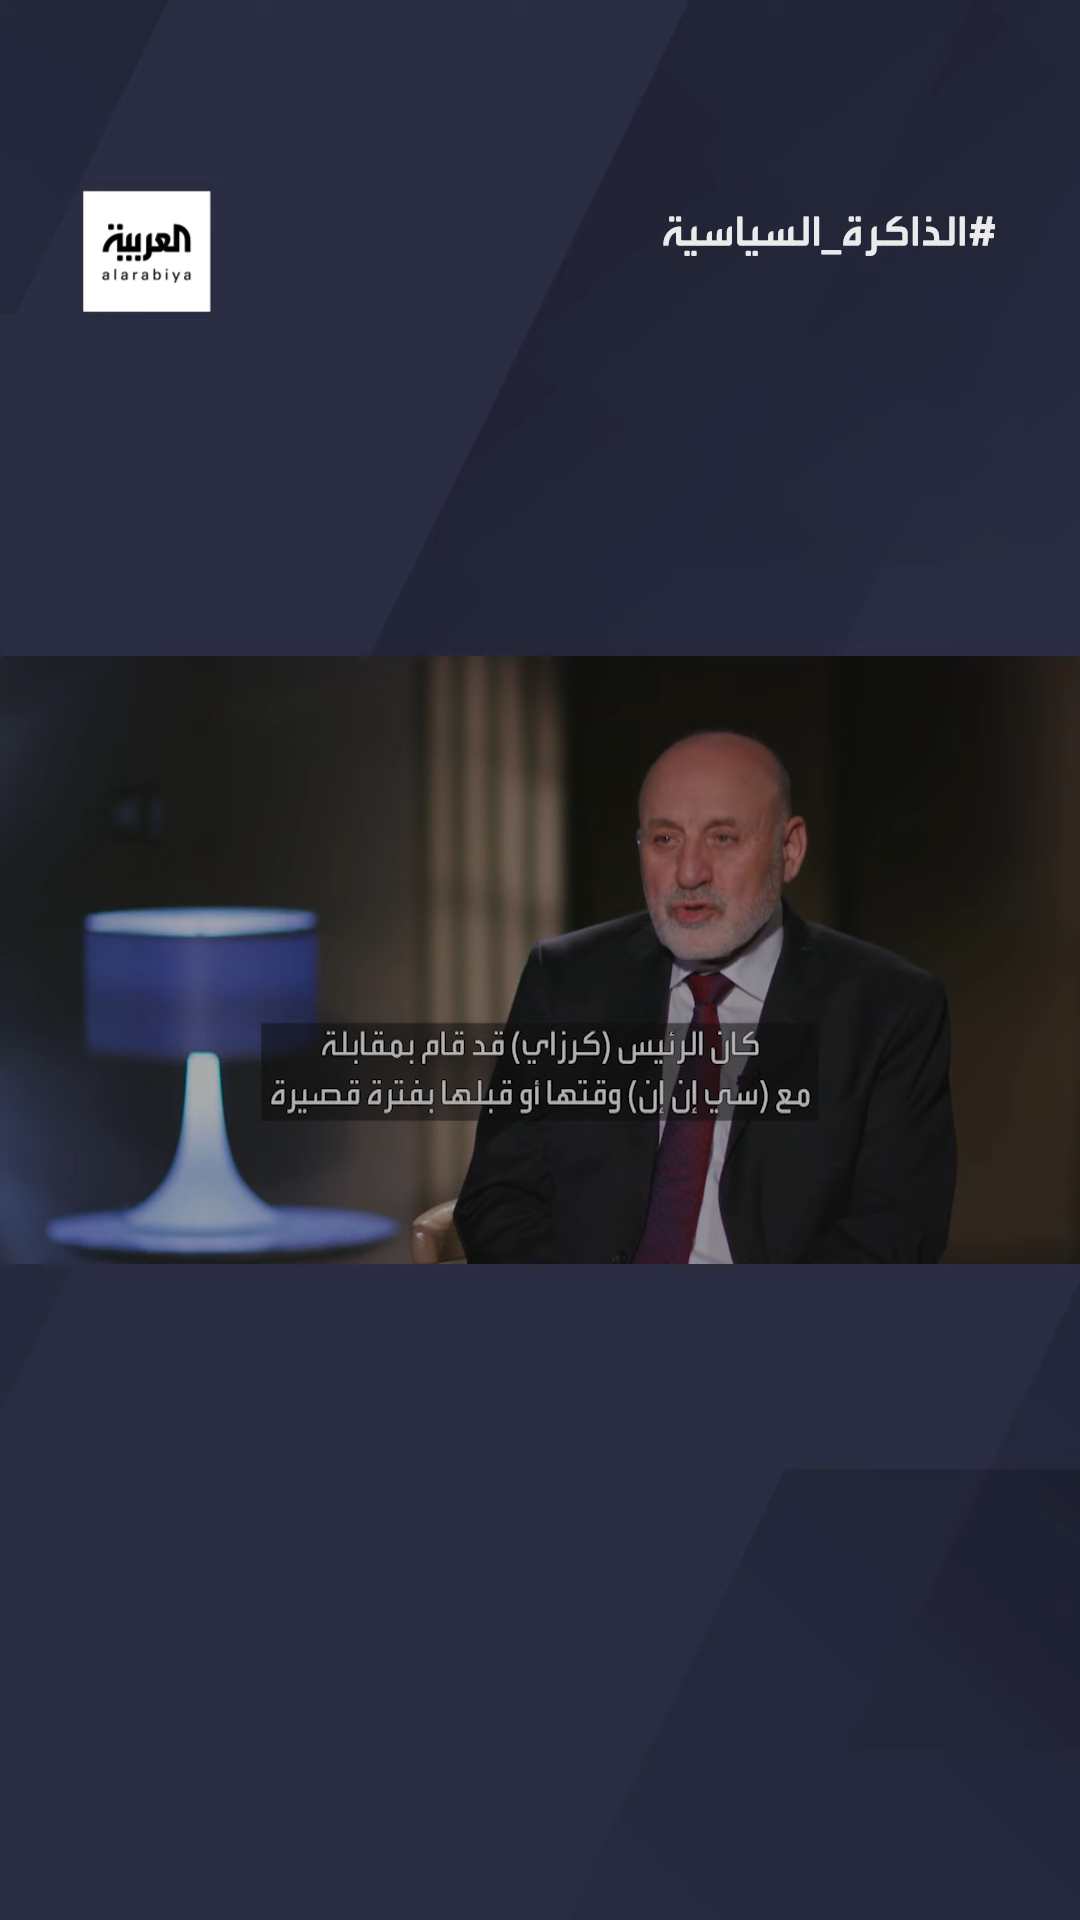 #الذاكرة_السياسية
العربية
alarabiya
كان الرئيس (كرزاي) قد قام بمقابلة
مع (سي إن إن) وقتها أو قبلها بفترة قصيرة